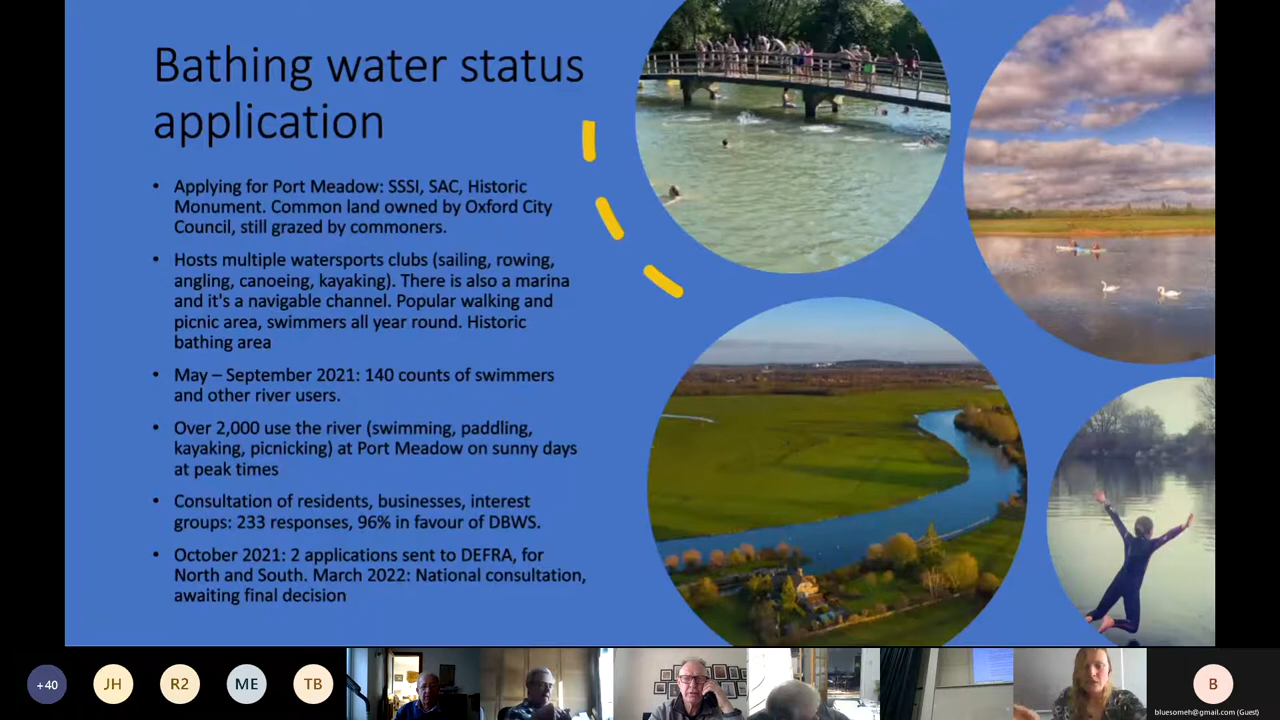 Bathing water status
application
• Applying for Port Meadow: SSSI, SAC, Historic
Monument. Common land owned by Oxford City
Council, still grazed by commoners.
• Hosts multiple watersports clubs (sailing, rowing,
angling, canoeing, kayaking). There is also a marina
and it's a navigable channel. Popular walking and
picnic area, swimmers all year round. Historic
bathing area
• May – September 2021: 140 counts of swimmers
and other river users.
• Over 2,000 use the river (swimming, paddling,
kayaking, picnicking) at Port Meadow on sunny days
at peak times
• Consultation of residents, businesses, interest
groups: 233 responses, 96% in favour of DBWS.
• October 2021: 2 applications sent to DEFRA, for
North and South. March 2022: National consultation,
awaiting final decision
+40 JH R2 ME TB B
bluesomeh@gmail.com (Guest)